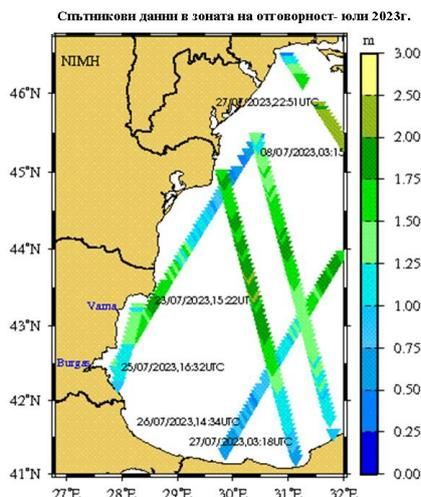 Спътникови данни в зоната на отговорност- юли 2023г.
m
NIMH
3.00
2.50
2.00
1.75
1.50
1.00
0.75
0.50
0.25
0.00
46°N
45°N
44°N
43°N
42°N
41°N
27/07/2023,22:51UTC
08/07/2023,03:15
23/07/2023,15:22UT
Varna
25/07/2023,16:32UTC
Burgas
26/07/2023,14:34UTC
27/07/2023,03:18UTC
27°E
28°E
29°E
30°E
31°E
32°E